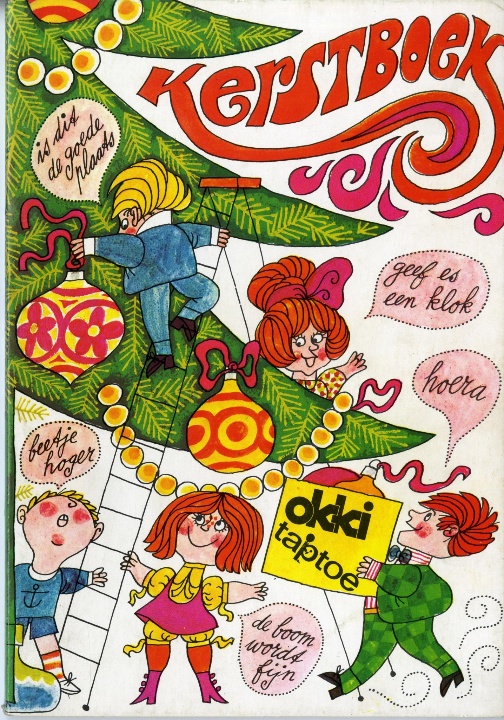 kerstboek
is dit
de goede
plaats
geef es
een klok
hoera
beetje
hoger
okki
taptoe
de boom
wordt
fijn